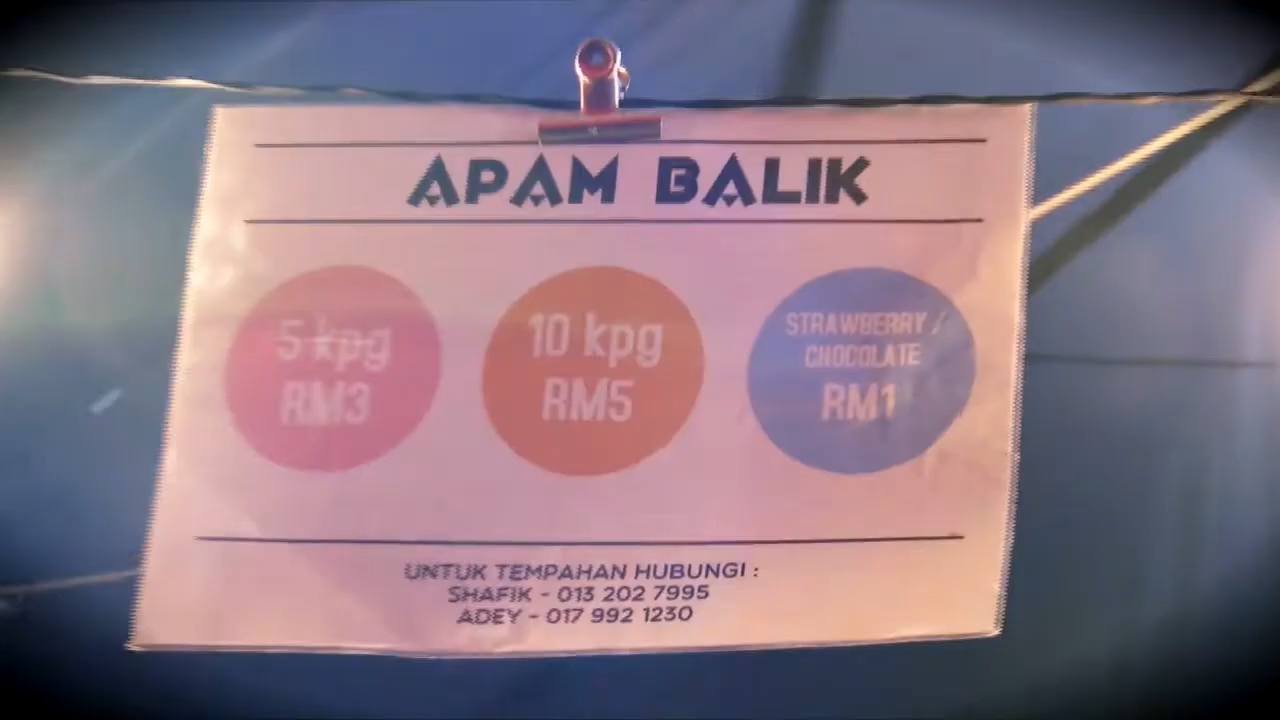 APAM BALIK
5 kpg
RM3
10 kpg
RM5
STRAWBERRY /
CHOCOLATE
RM1
UNTUK TEMPAHAN HUBUNGI :
SHAFIK - 013 202 7995
ADEY - 017 992 1230